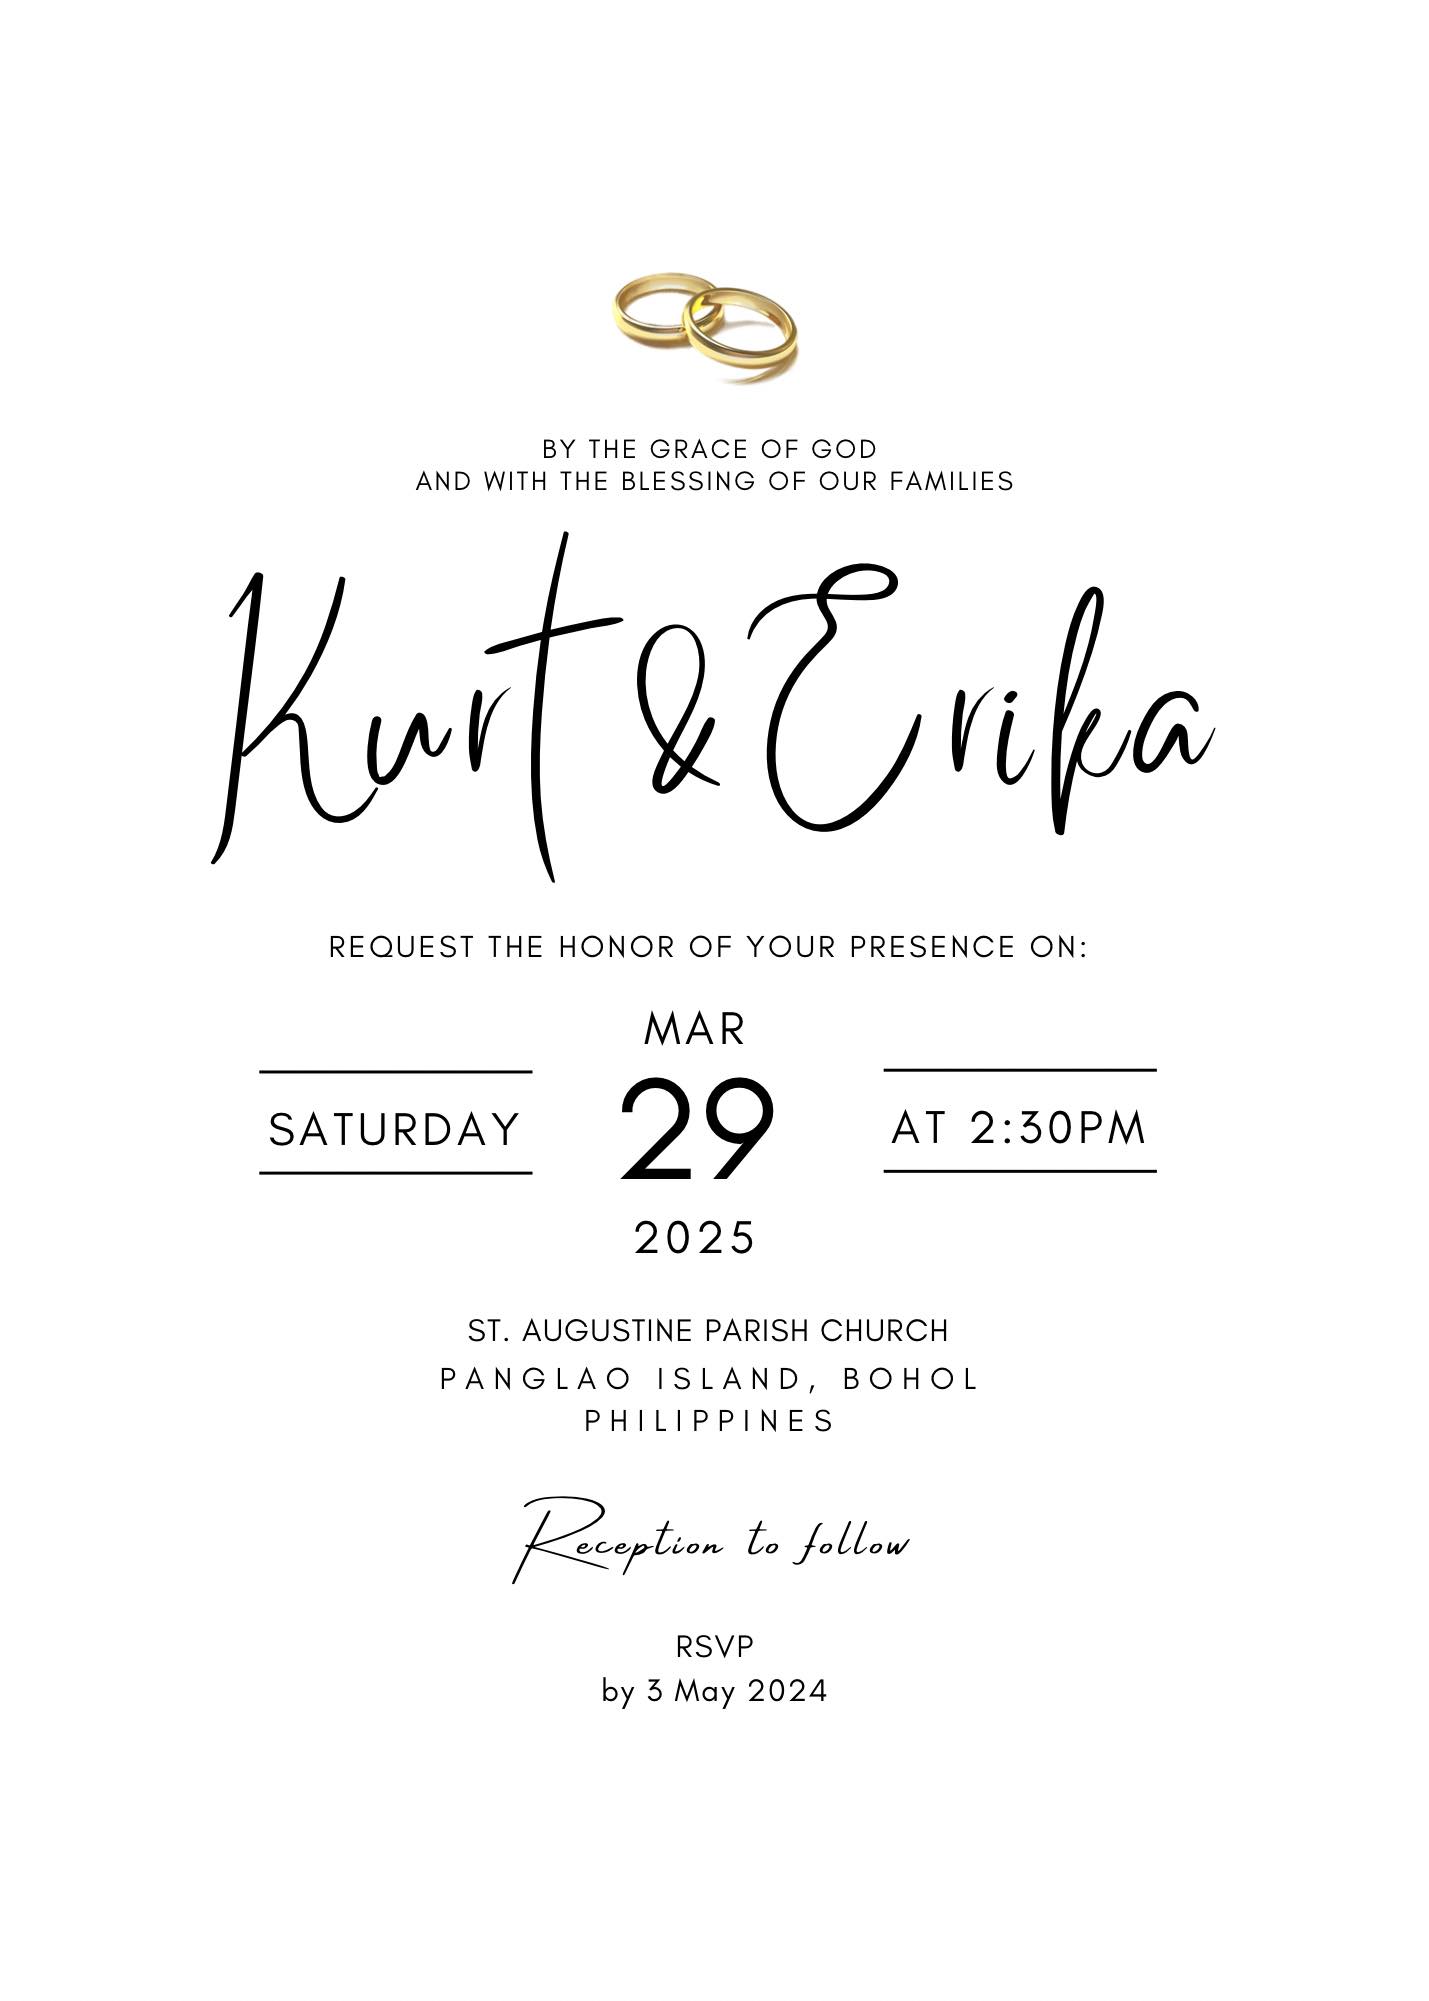 BY THE GRACE OF GOD
AND WITH THE BLESSING OF OUR FAMILIES
Kurt & Erika
REQUEST THE HONOR OF YOUR PRESENCE ON:
MAR
SATURDAY 29 AT 2:30PM
2025
ST. AUGUSTINE PARISH CHURCH
PANGLAO ISLAND, BOHOL
PHILIPPINES
Reception to follow
RSVP
by 3 May 2024